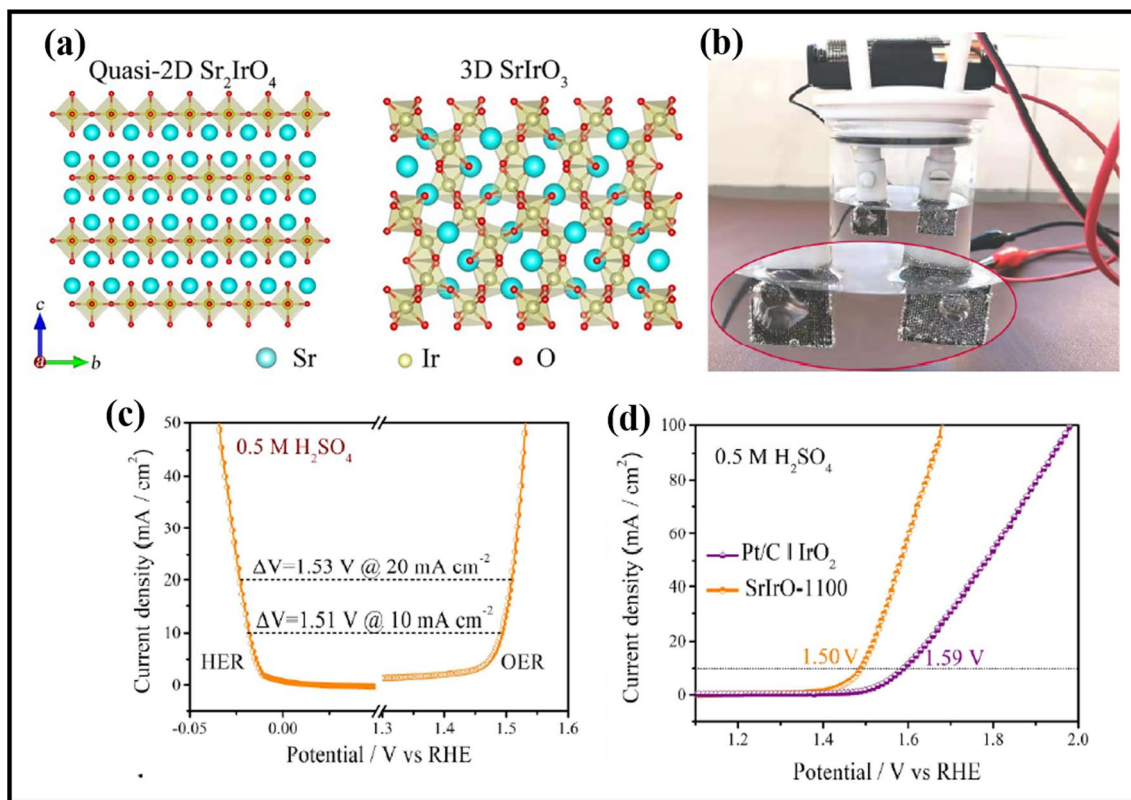 (a)
Quasi-2D Sr₂IrO₄
3D SrIrO₃
c
a
b
Sr
Ir
O
(b)
(c)
0.5 M H₂SO₄
ΔV=1.53 V @ 20 mA cm⁻²
ΔV=1.51 V @ 10 mA cm⁻²
HER
OER
Current density (mA / cm²)
50
40
30
20
10
0
-0.05
0.00
1.3
1.4
1.5
1.6
Potential / V vs RHE
(d)
0.5 M H₂SO₄
Pt/C || IrO₂
SrIrO-1100
1.50 V
1.59 V
Current density (mA / cm²)
100
80
60
40
20
0
1.2
1.4
1.6
1.8
2.0
Potential / V vs RHE